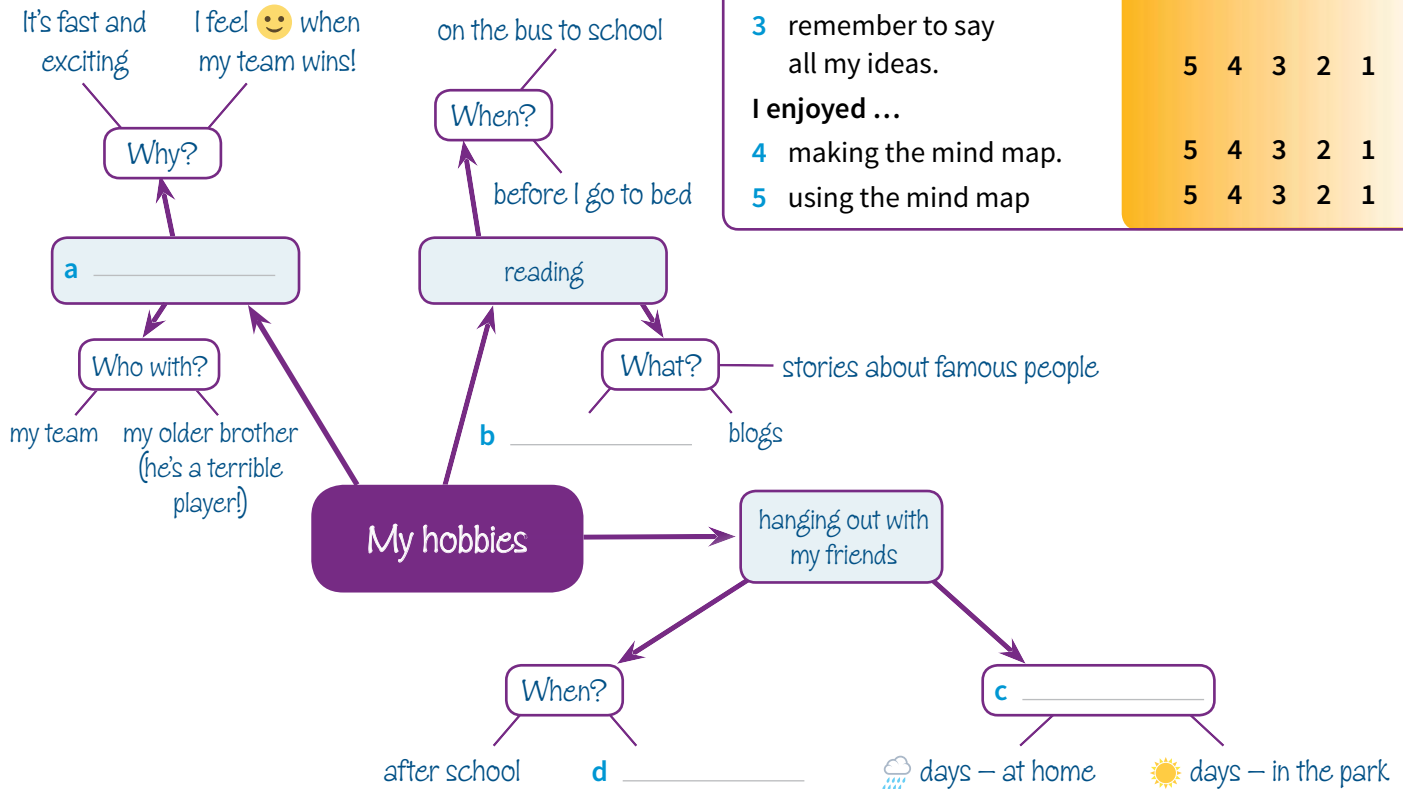 It's fast and
exciting
I feel 🙂 when
my team wins!
Why?
a
Who with?
my team
my older brother
(he's a terrible
player!)
on the bus to school
When?
before I go to bed
reading
What?
stories about famous people
b
blogs
3 remember to say
all my ideas.
5 4 3 2 1
I enjoyed …
4 making the mind map.
5 4 3 2 1
5 using the mind map
5 4 3 2 1
My hobbies
hanging out with
my friends
When?
after school
d
c
days – at home
days – in the park